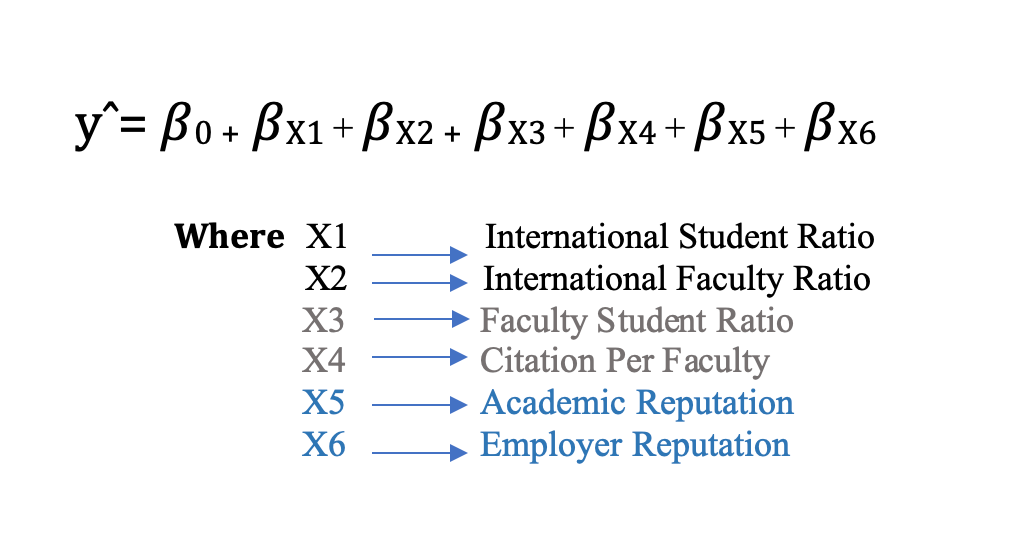 y^= β0 + βX1 + βX2 + βX3 + βX4 + βX5 + βX6
Where X1 International Student Ratio
X2 International Faculty Ratio
X3 Faculty Student Ratio
X4 Citation Per Faculty
X5 Academic Reputation
X6 Employer Reputation